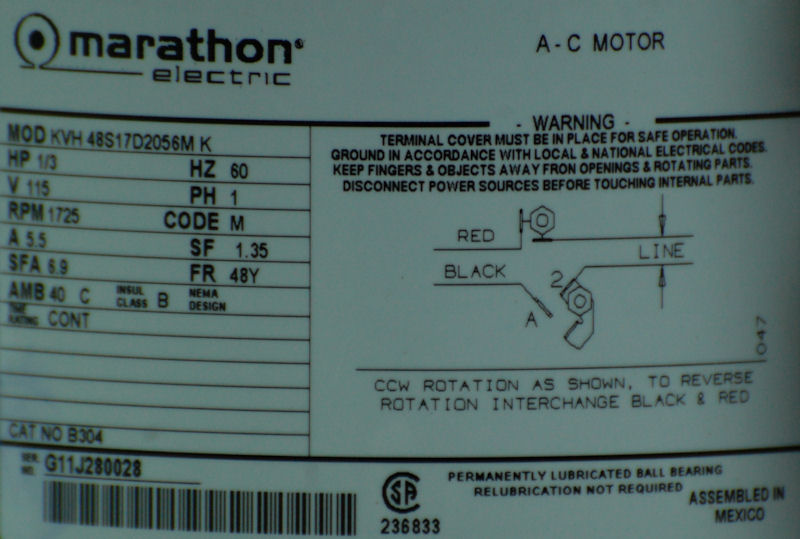 marathon®
electric
A-C MOTOR
MOD KVH 48S17D2056M K
HP 1/3 HZ 60
V 115 PH 1
RPM 1725 CODE M
A 5.5 SF 1.35
SFA 6.9 FR 48Y
AMB 40 C INSUL CLASS B NEMA DESIGN
TIME RATING CONT
CAT NO B304
- WARNING -
TERMINAL COVER MUST BE IN PLACE FOR SAFE OPERATION.
GROUND IN ACCORDANCE WITH LOCAL & NATIONAL ELECTRICAL CODES.
KEEP FINGERS & OBJECTS AWAY FRON OPENINGS & ROTATING PARTS.
DISCONNECT POWER SOURCES BEFORE TOUCHING INTERNAL PARTS.
RED
LINE
BLACK
2
A
047
CCW ROTATION AS SHOWN, TO REVERSE
ROTATION INTERCHANGE BLACK & RED
SER. NO. G11J280028
SA
236833
PERMANENTLY LUBRICATED BALL BEARING
RELUBRICATION NOT REQUIRED
ASSEMBLED IN
MEXICO